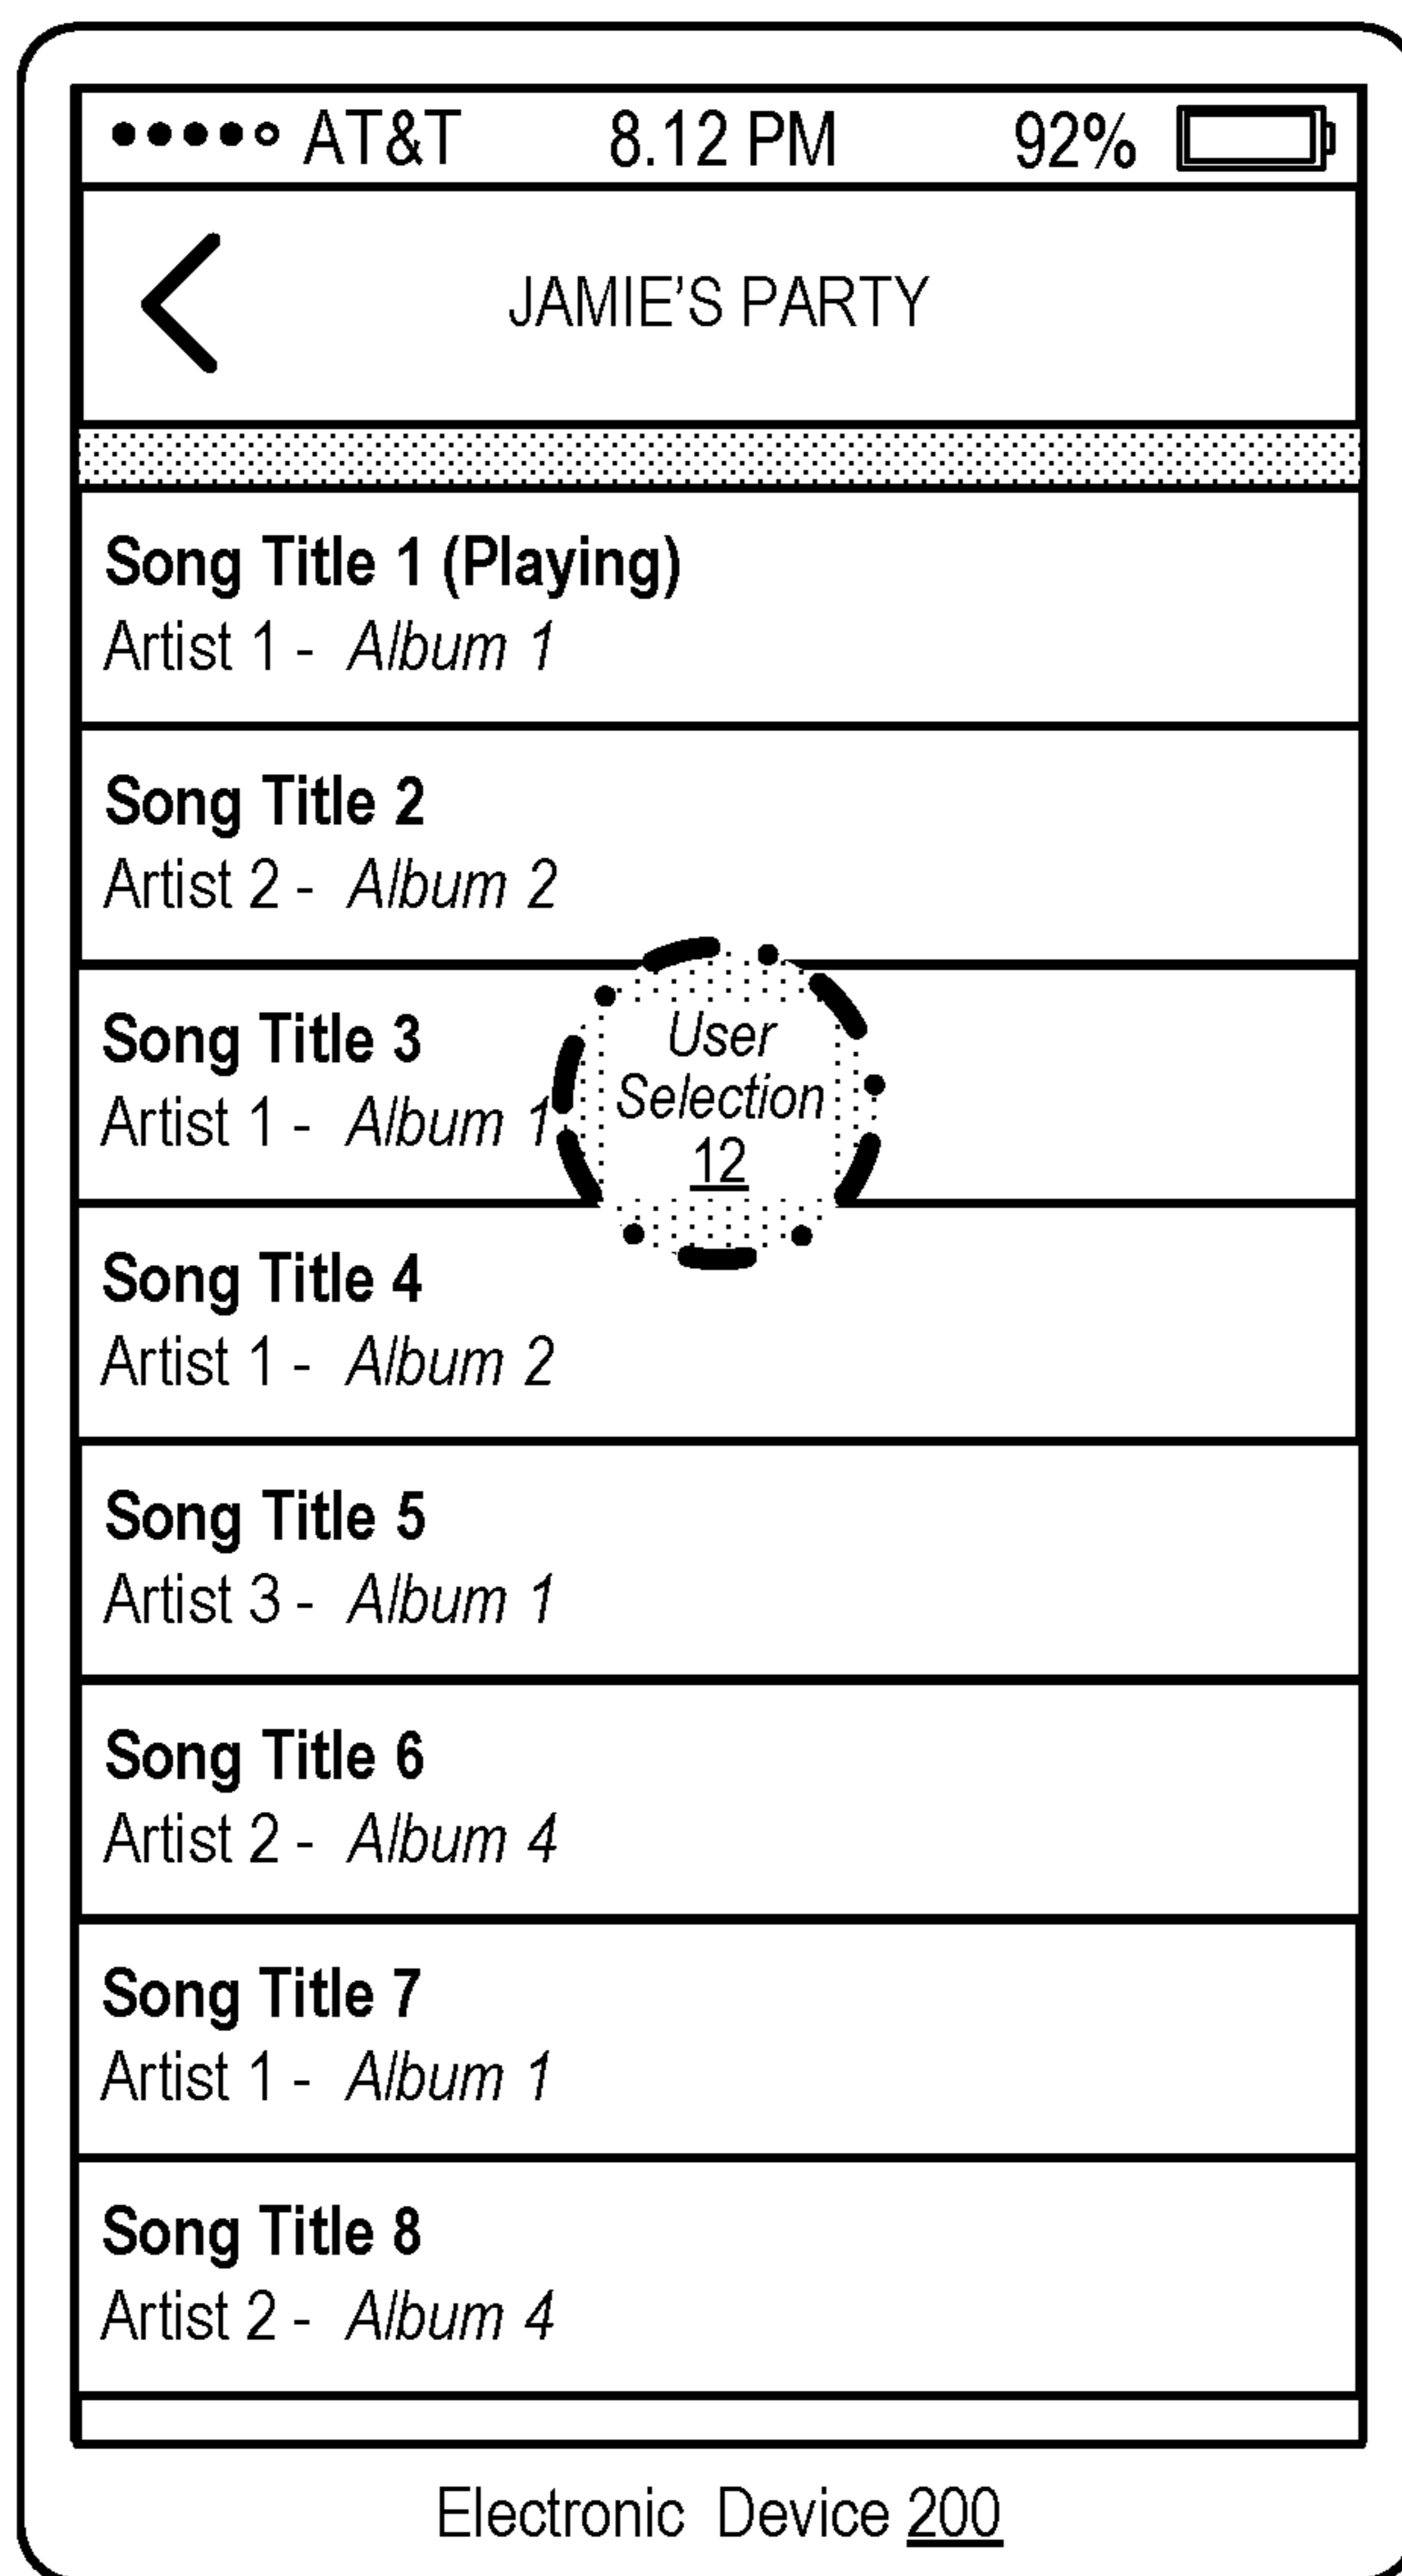 AT&T 8.12 PM 92%
JAMIE'S PARTY
Song Title 1 (Playing)
Artist 1 - Album 1
Song Title 2
Artist 2 - Album 2
Song Title 3
Artist 1 - Album 1
User
Selection
12
Song Title 4
Artist 1 - Album 2
Song Title 5
Artist 3 - Album 1
Song Title 6
Artist 2 - Album 4
Song Title 7
Artist 1 - Album 1
Song Title 8
Artist 2 - Album 4
Electronic Device 200